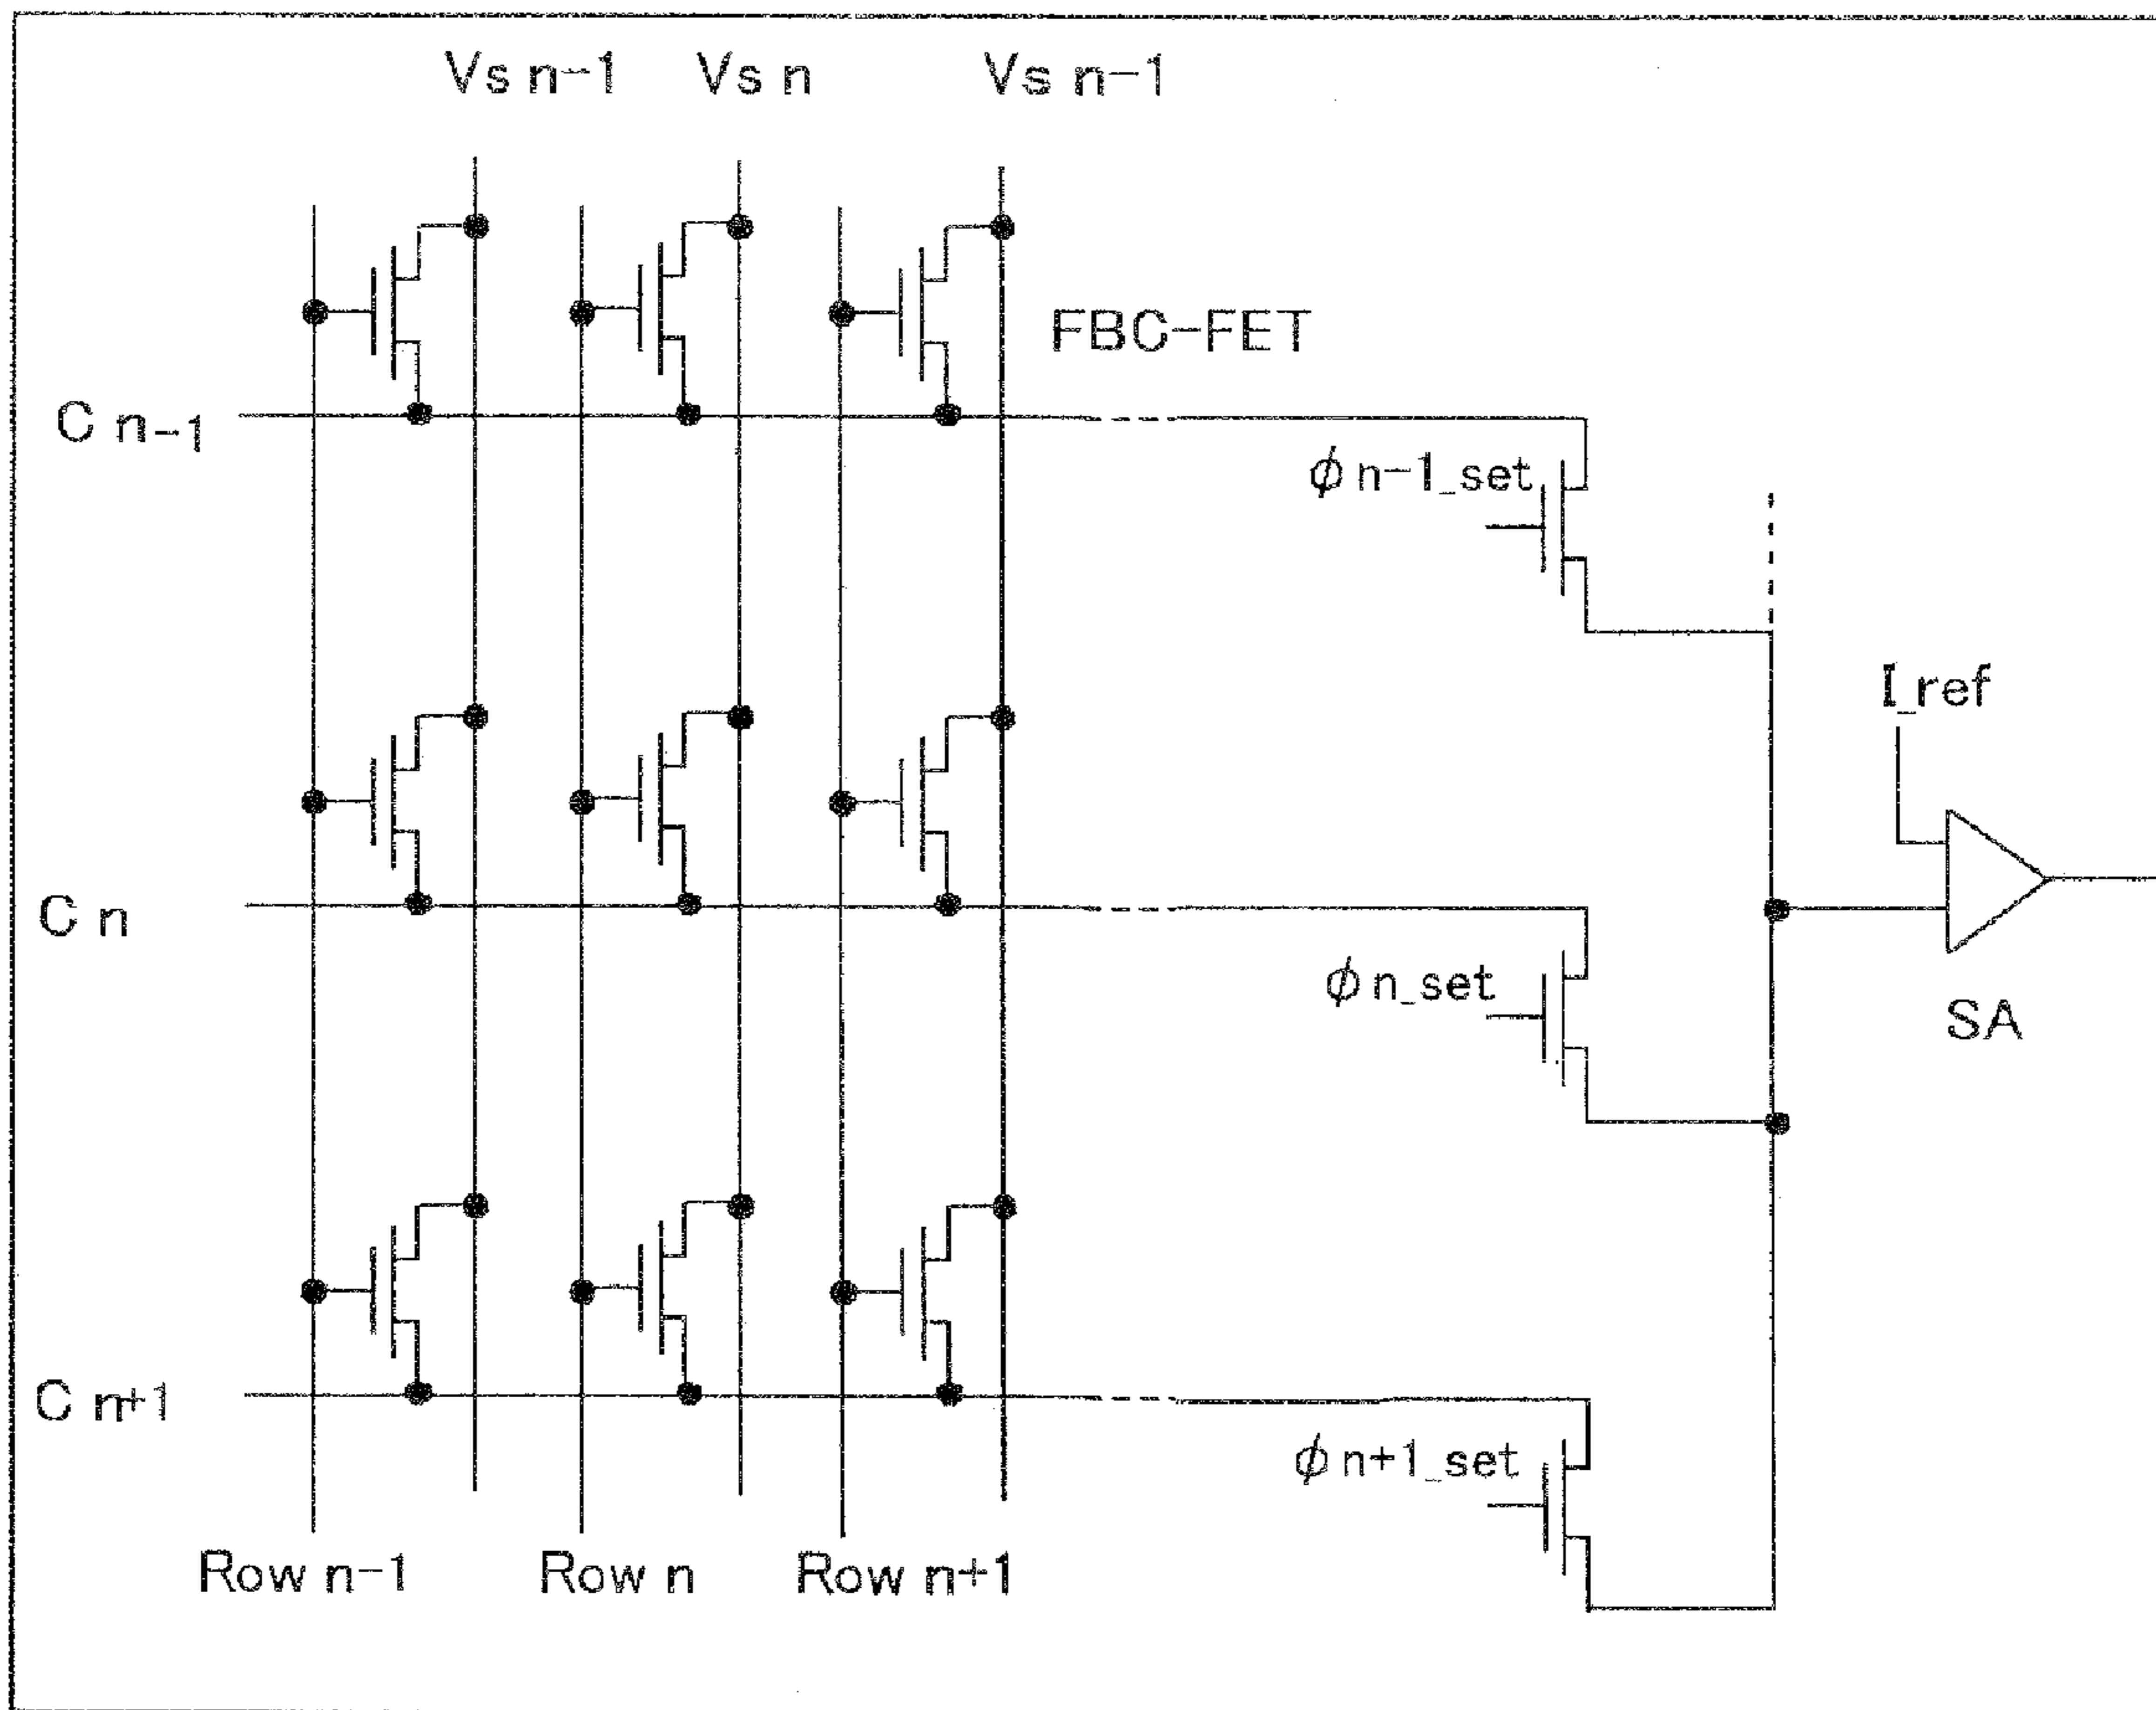 Vs n-1
Vs n
Vs n-1
FBC-FET
C n-1
ϕ n-1_set
I_ref
C n
ϕ n_set
SA
C n+1
ϕ n+1_set
Row n-1
Row n
Row n+1